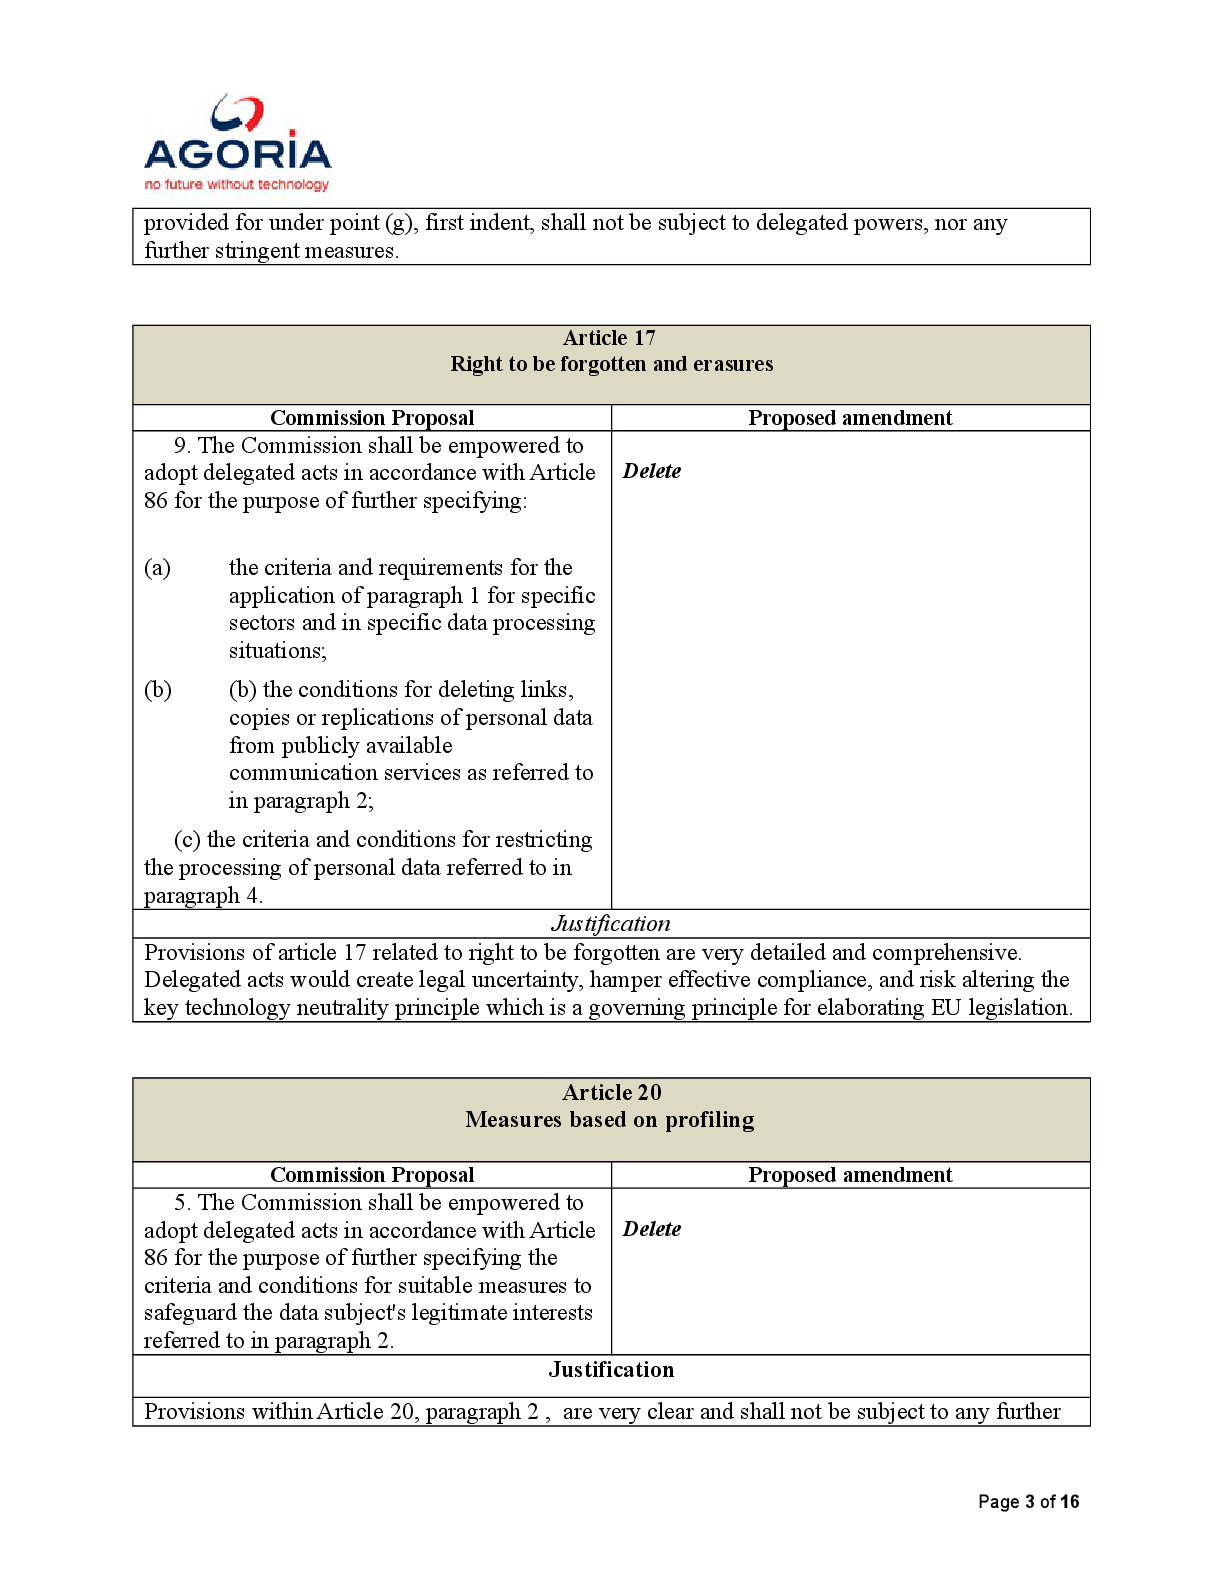 AGORiA
no future without technology
provided for under point (g), first indent, shall not be subject to delegated powers, nor any
further stringent measures.
Article 17
Right to be forgotten and erasures
Commission Proposal
Proposed amendment
9. The Commission shall be empowered to
adopt delegated acts in accordance with Article
86 for the purpose of further specifying:
(a) the criteria and requirements for the
application of paragraph 1 for specific
sectors and in specific data processing
situations;
(b) (b) the conditions for deleting links,
copies or replications of personal data
from publicly available
communication services as referred to
in paragraph 2;
(c) the criteria and conditions for restricting
the processing of personal data referred to in
paragraph 4.
Delete
Justification
Provisions of article 17 related to right to be forgotten are very detailed and comprehensive.
Delegated acts would create legal uncertainty, hamper effective compliance, and risk altering the
key technology neutrality principle which is a governing principle for elaborating EU legislation.
Article 20
Measures based on profiling
Commission Proposal
Proposed amendment
5. The Commission shall be empowered to
adopt delegated acts in accordance with Article
86 for the purpose of further specifying the
criteria and conditions for suitable measures to
safeguard the data subject's legitimate interests
referred to in paragraph 2.
Delete
Justification
Provisions within Article 20, paragraph 2 , are very clear and shall not be subject to any further
Page 3 of 16